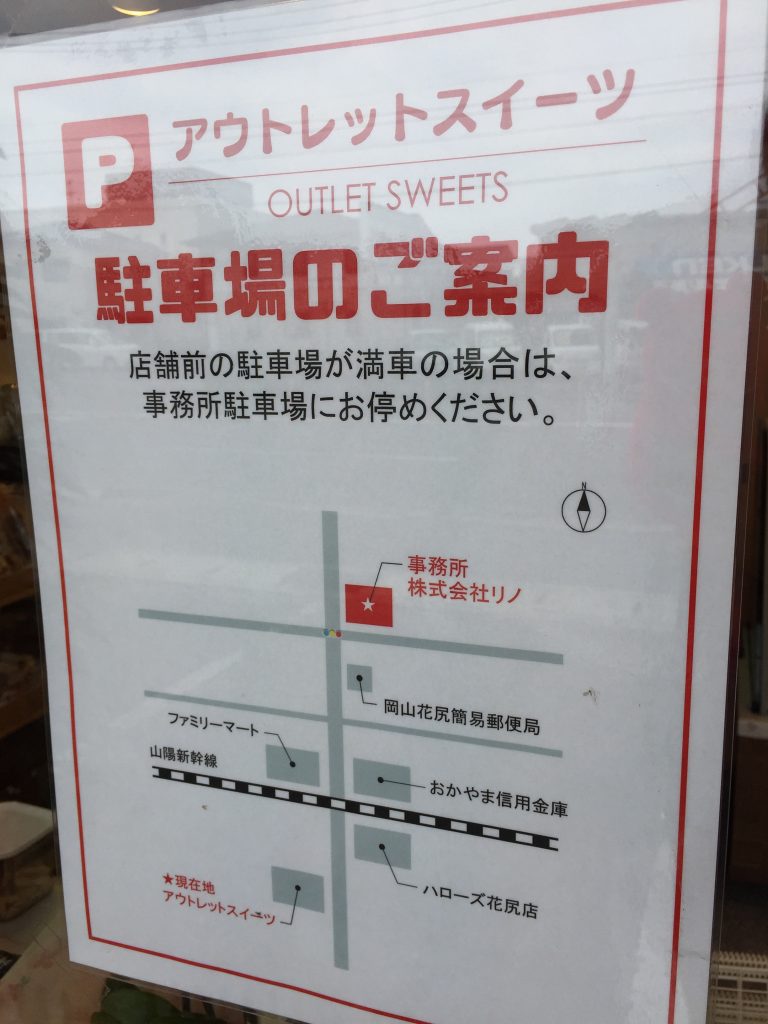 P
アウトレットスイーツ
OUTLET SWEETS
駐車場のご案内
店舗前の駐車場が満車の場合は、
事務所駐車場にお停めください。
N
事務所
株式会社リノ
岡山花尻簡易郵便局
ファミリーマート
山陽新幹線
おかやま信用金庫
★現在地
アウトレットスイーツ
ハローズ花尻店